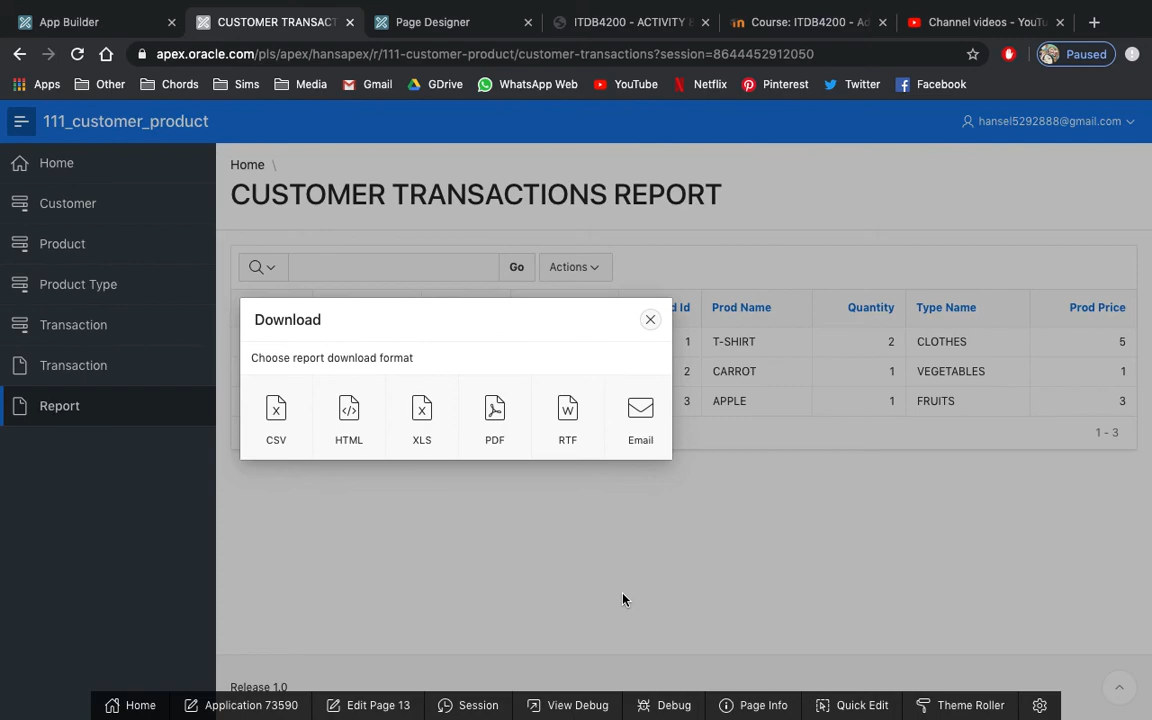 App Builder
CUSTOMER TRANSACT
Page Designer
ITDB4200 - ACTIVITY
Course: ITDB4200 - Ad
Channel videos - YouTu
apex.oracle.com/pls/apex/hansapex/r/111-customer-product/customer-transactions?session=8644452912050
Paused
Apps
Other
Chords
Sims
Media
Gmail
GDrive
WhatsApp Web
YouTube
Netflix
Pinterest
Twitter
Facebook
111_customer_product
hansel5292888@gmail.com
Home
Customer
Product
Product Type
Transaction
Transaction
Report
Home \
CUSTOMER TRANSACTIONS REPORT
Go
Actions
d Id Prod Name Quantity Type Name Prod Price
1 T-SHIRT 2 CLOTHES 5
2 CARROT 1 VEGETABLES 1
3 APPLE 1 FRUITS 3
1 - 3
Download
Choose report download format
CSV HTML XLS PDF RTF Email
Release 1.0
Home
Application 73590
Edit Page 13
Session
View Debug
Debug
Page Info
Quick Edit
Theme Roller